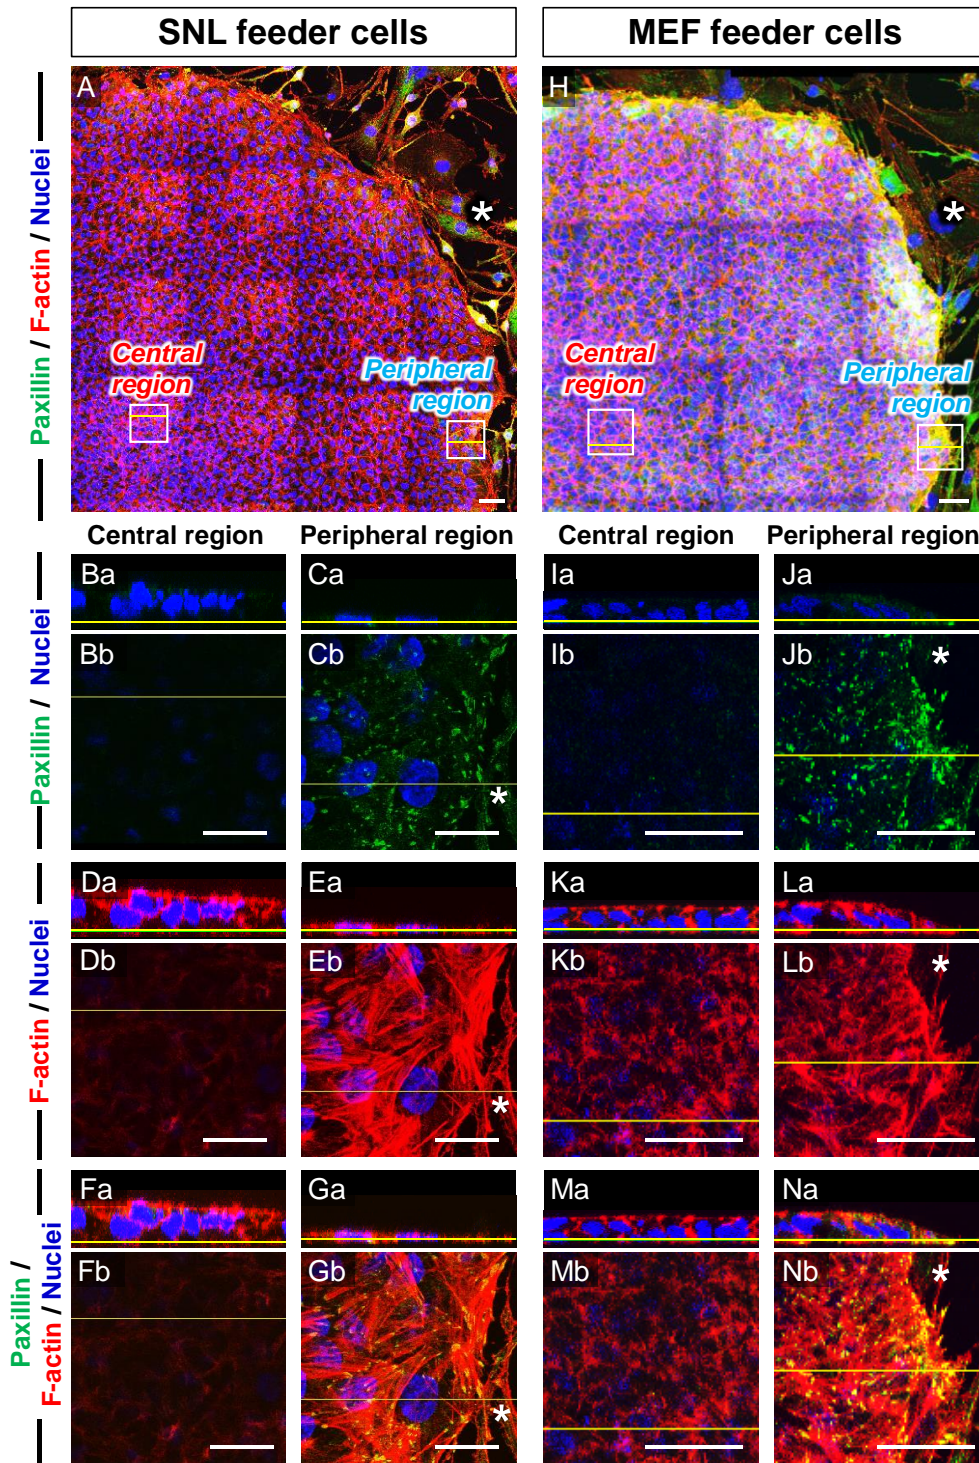 SNL feeder cells
MEF feeder cells
Paxillin / F-actin / Nuclei
A
*
Central
region
Peripheral
region
H
*
Central
region
Peripheral
region
Central region
Peripheral region
Central region
Peripheral region
Paxillin / Nuclei
Ba
Ca
Ia
Ja
Bb
Cb
*
Ib
Jb
*
F-actin / Nuclei
Da
Ea
Ka
La
Db
Eb
*
Kb
Lb
*
Paxillin /
F-actin / Nuclei
Fa
Ga
Ma
Na
Fb
Gb
*
Mb
Nb
*